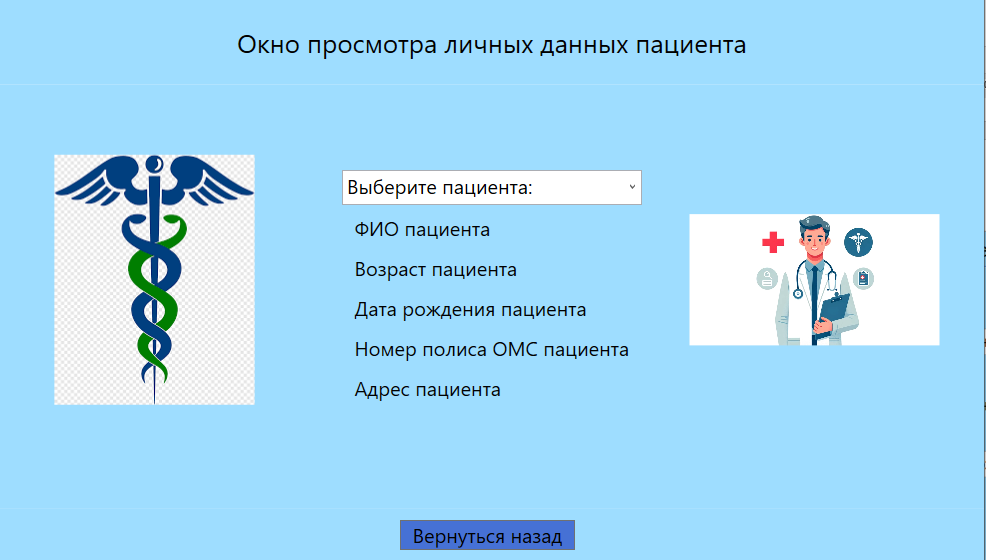 Окно просмотра личных данных пациента
Выберите пациента:
ФИО пациента
Возраст пациента
Дата рождения пациента
Номер полиса ОМС пациента
Адрес пациента
Вернуться назад